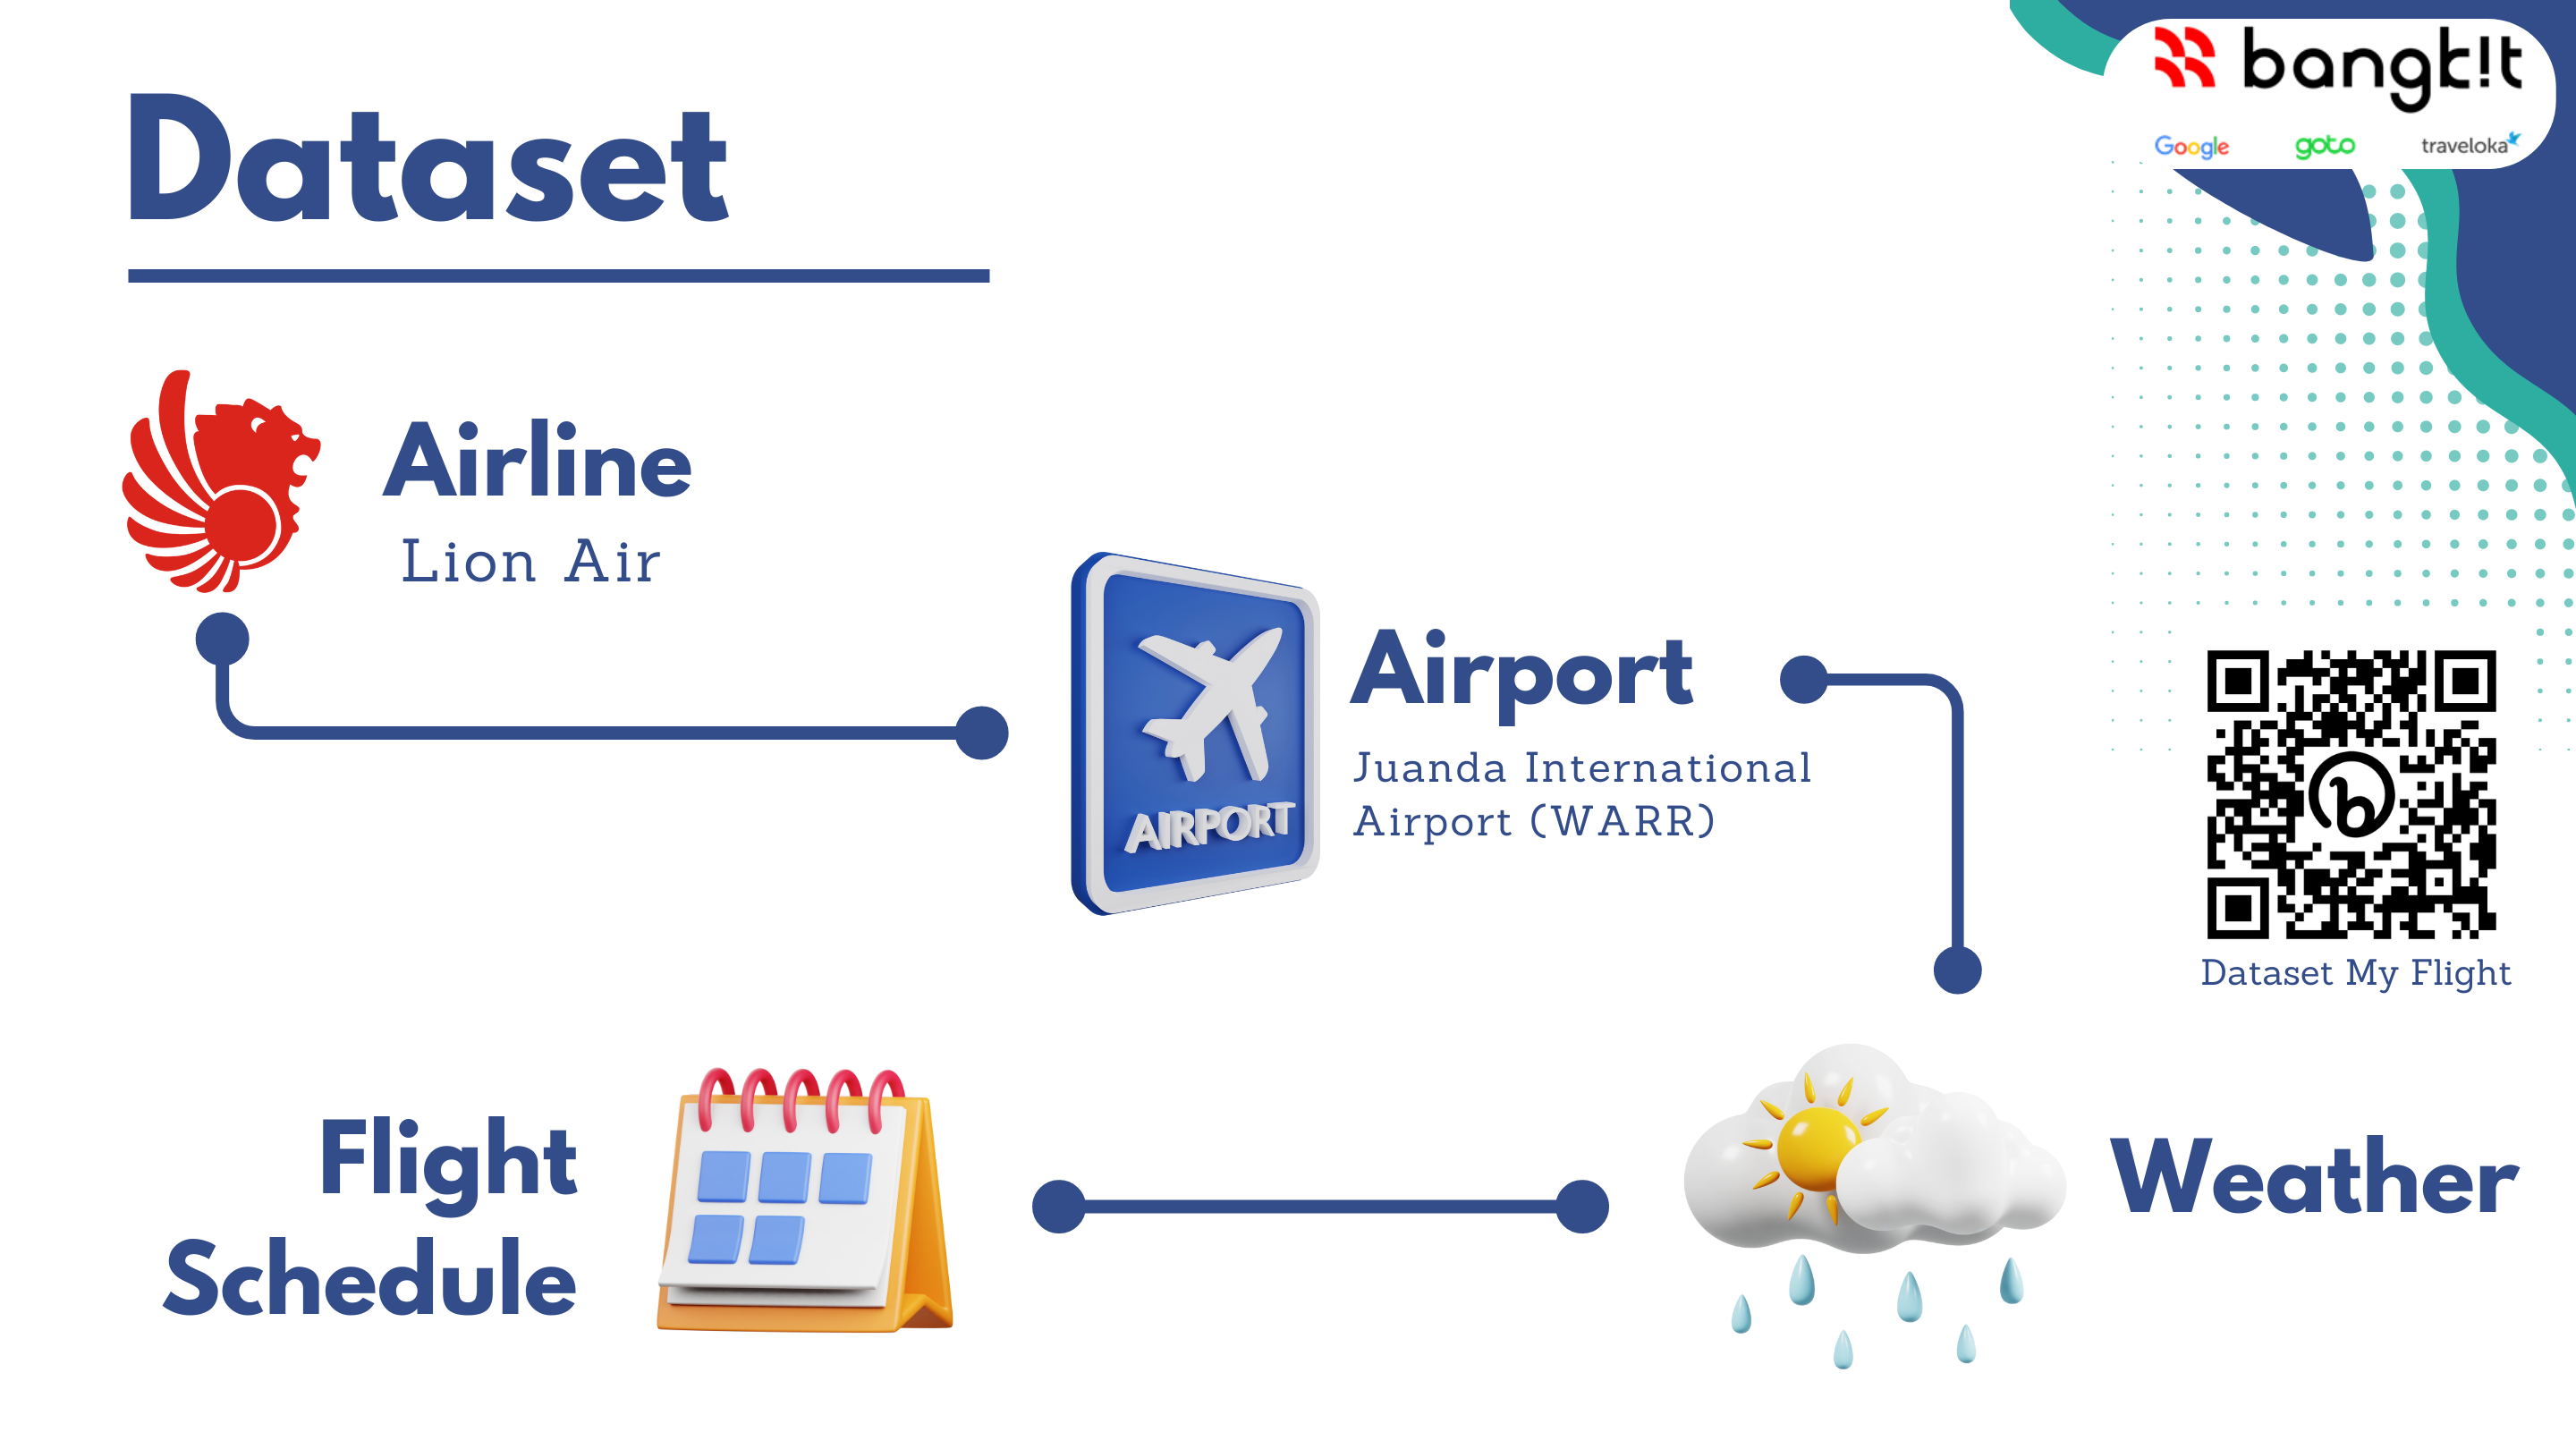 bangk!t
Google goto traveloka
Dataset
Airline
Lion Air
AIRPORT
Airport
Juanda International
Airport (WARR)
Dataset My Flight
Flight
Schedule
Weather